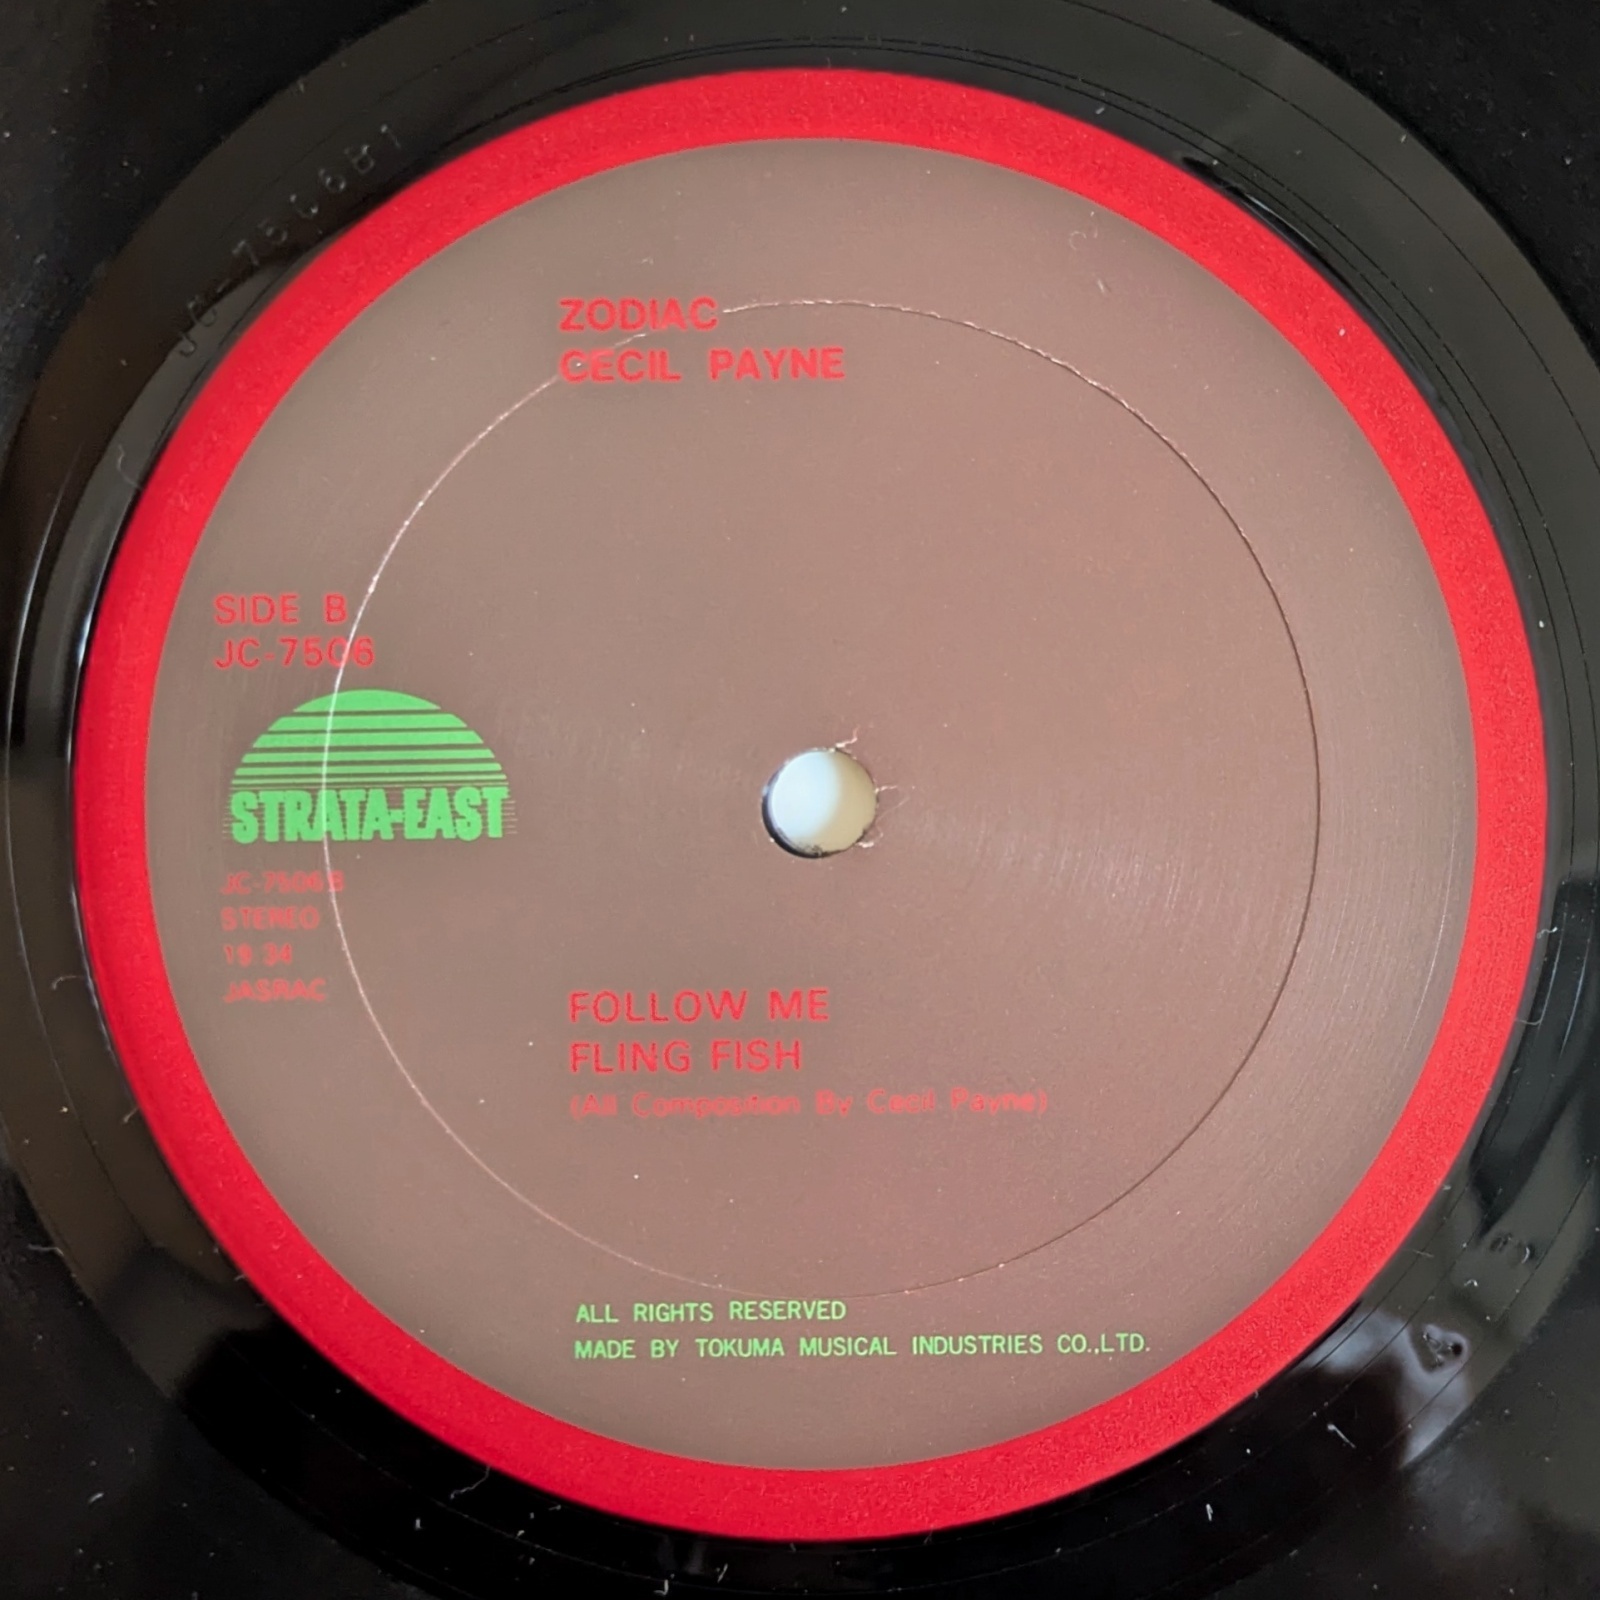 ZODIAC
CECIL PAYNE
SIDE B
JC-7506
STRATA-EAST
JC-7506 B
STEREO
19 34
JASRAC
FOLLOW ME
FLING FISH
(All Composition By Cecil Payne)
ALL RIGHTS RESERVED
MADE BY TOKUMA MUSICAL INDUSTRIES CO.,LTD.